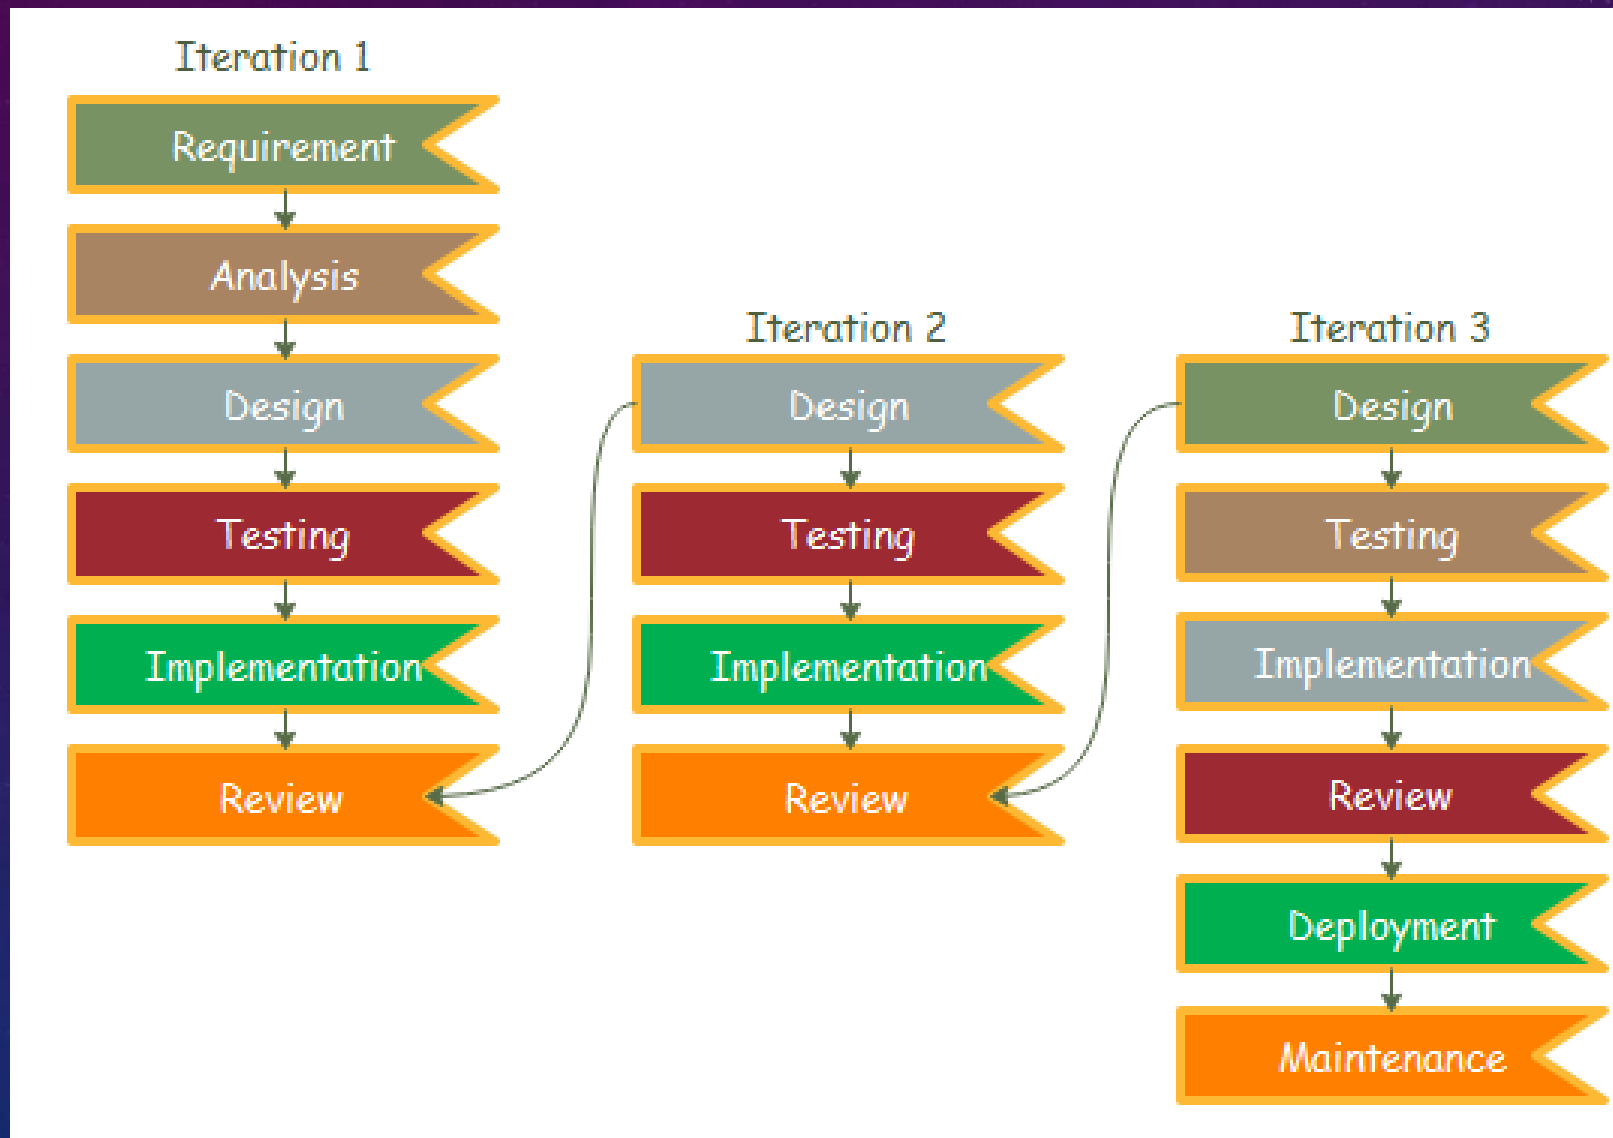 Iteration 1
Requirement
Analysis
Design
Testing
Implementation
Review
Iteration 2
Design
Testing
Implementation
Review
Iteration 3
Design
Testing
Implementation
Review
Deployment
Maintenance